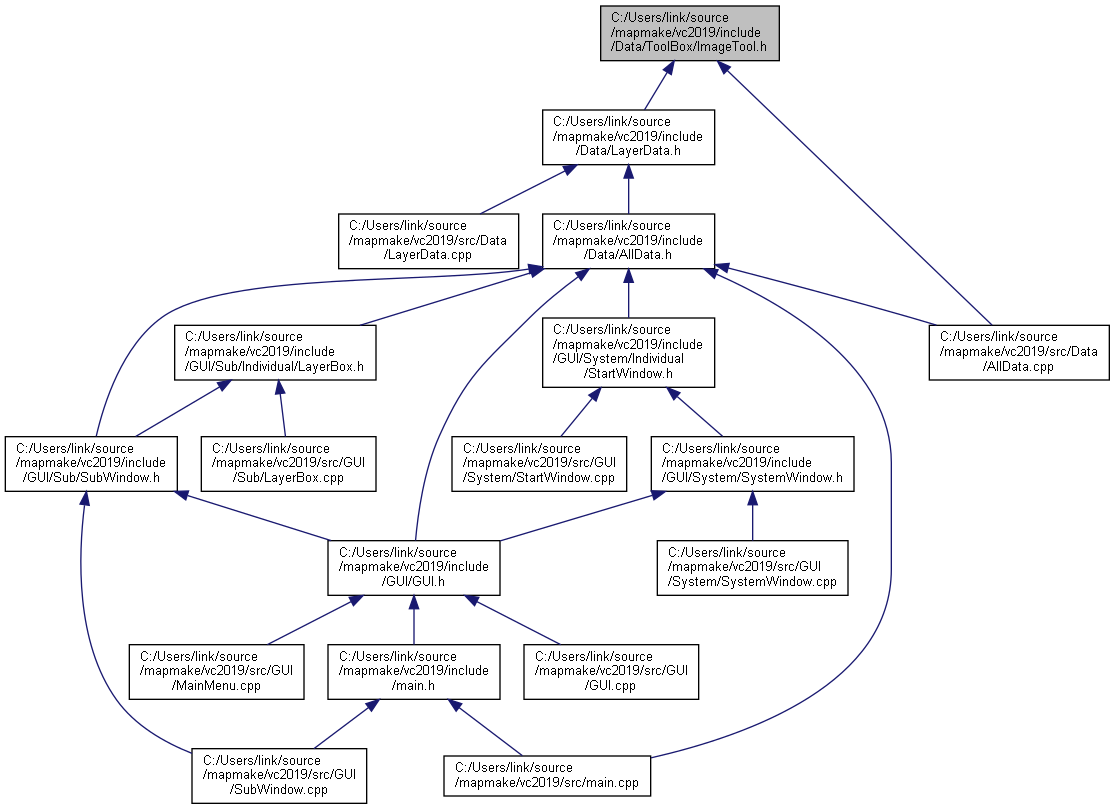 C:/Users/link/source
/mapmake/vc2019/include
/Data/ToolBox/ImageTool.h
C:/Users/link/source
/mapmake/vc2019/include
/Data/LayerData.h
C:/Users/link/source
/mapmake/vc2019/src/Data
/LayerData.cpp
C:/Users/link/source
/mapmake/vc2019/include
/Data/AllData.h
C:/Users/link/source
/mapmake/vc2019/include
/GUI/Sub/Individual/LayerBox.h
C:/Users/link/source
/mapmake/vc2019/include
/GUI/System/Individual
/StartWindow.h
C:/Users/link/source
/mapmake/vc2019/src/Data
/AllData.cpp
C:/Users/link/source
/mapmake/vc2019/include
/GUI/Sub/SubWindow.h
C:/Users/link/source
/mapmake/vc2019/src/GUI
/Sub/LayerBox.cpp
C:/Users/link/source
/mapmake/vc2019/src/GUI
/System/StartWindow.cpp
C:/Users/link/source
/mapmake/vc2019/include
/GUI/System/SystemWindow.h
C:/Users/link/source
/mapmake/vc2019/include
/GUI/GUI.h
C:/Users/link/source
/mapmake/vc2019/src/GUI
/System/SystemWindow.cpp
C:/Users/link/source
/mapmake/vc2019/src/GUI
/MainMenu.cpp
C:/Users/link/source
/mapmake/vc2019/include
/main.h
C:/Users/link/source
/mapmake/vc2019/src/GUI
/GUI.cpp
C:/Users/link/source
/mapmake/vc2019/src/GUI
/SubWindow.cpp
C:/Users/link/source
/mapmake/vc2019/src/main.cpp